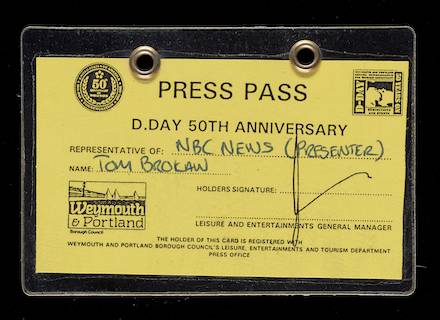 PRESS PASS
D.DAY 50TH ANNIVERSARY
REPRESENTATIVE OF: NBC NEWS (PRESENTER)
NAME: TOM BROKAW
HOLDERS SIGNATURE:
LEISURE AND ENTERTAINMENTS GENERAL MANAGER
Weymouth
& Portland
Borough Council
THE HOLDER OF THIS CARD IS REGISTERED WITH
WEYMOUTH AND PORTLAND BOROUGH COUNCIL'S LEISURE, ENTERTAINMENTS AND TOURISM DEPARTMENT
PRESS OFFICE
50
D-DAY